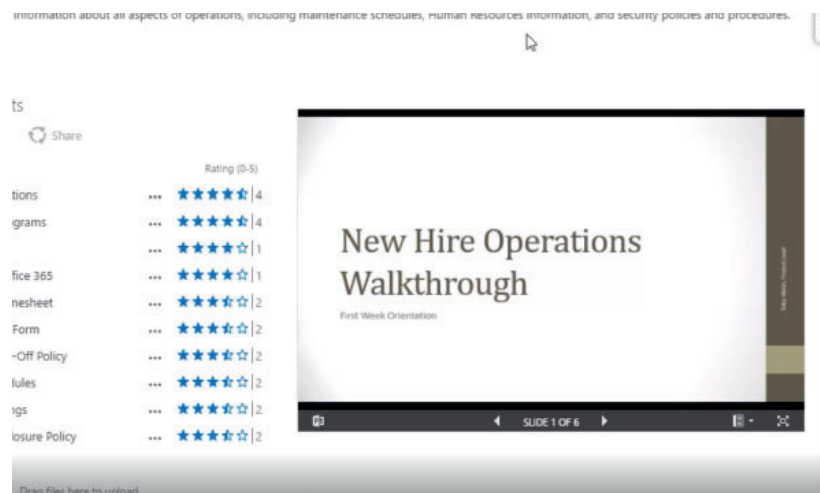 information about all aspects of operations, including maintenance schedules, Human Resources information, and security policies and procedures.
ts
Share
Rating (0-5)
tions ... 4
grams ... 4
... 1
fice 365 ... 1
nesheet ... 2
Form ... 2
-Off Policy ... 2
dules ... 2
ngs ... 2
losure Policy ... 2
Drag files here to upload
New Hire Operations
Walkthrough
First Week Orientation
SLIDE 1 OF 6